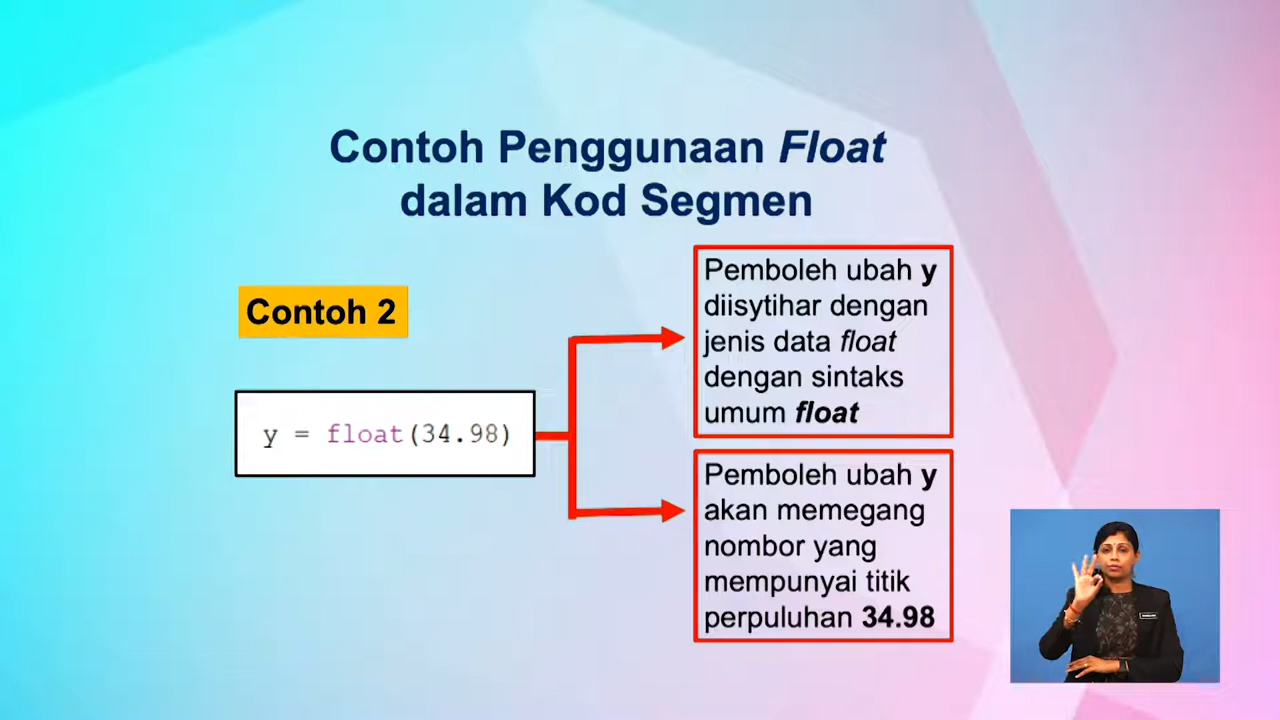 Contoh Penggunaan Float
dalam Kod Segmen
Contoh 2
y = float(34.98)
Pemboleh ubah y
diisytihar dengan
jenis data float
dengan sintaks
umum float
Pemboleh ubah y
akan memegang
nombor yang
mempunyai titik
perpuluhan 34.98